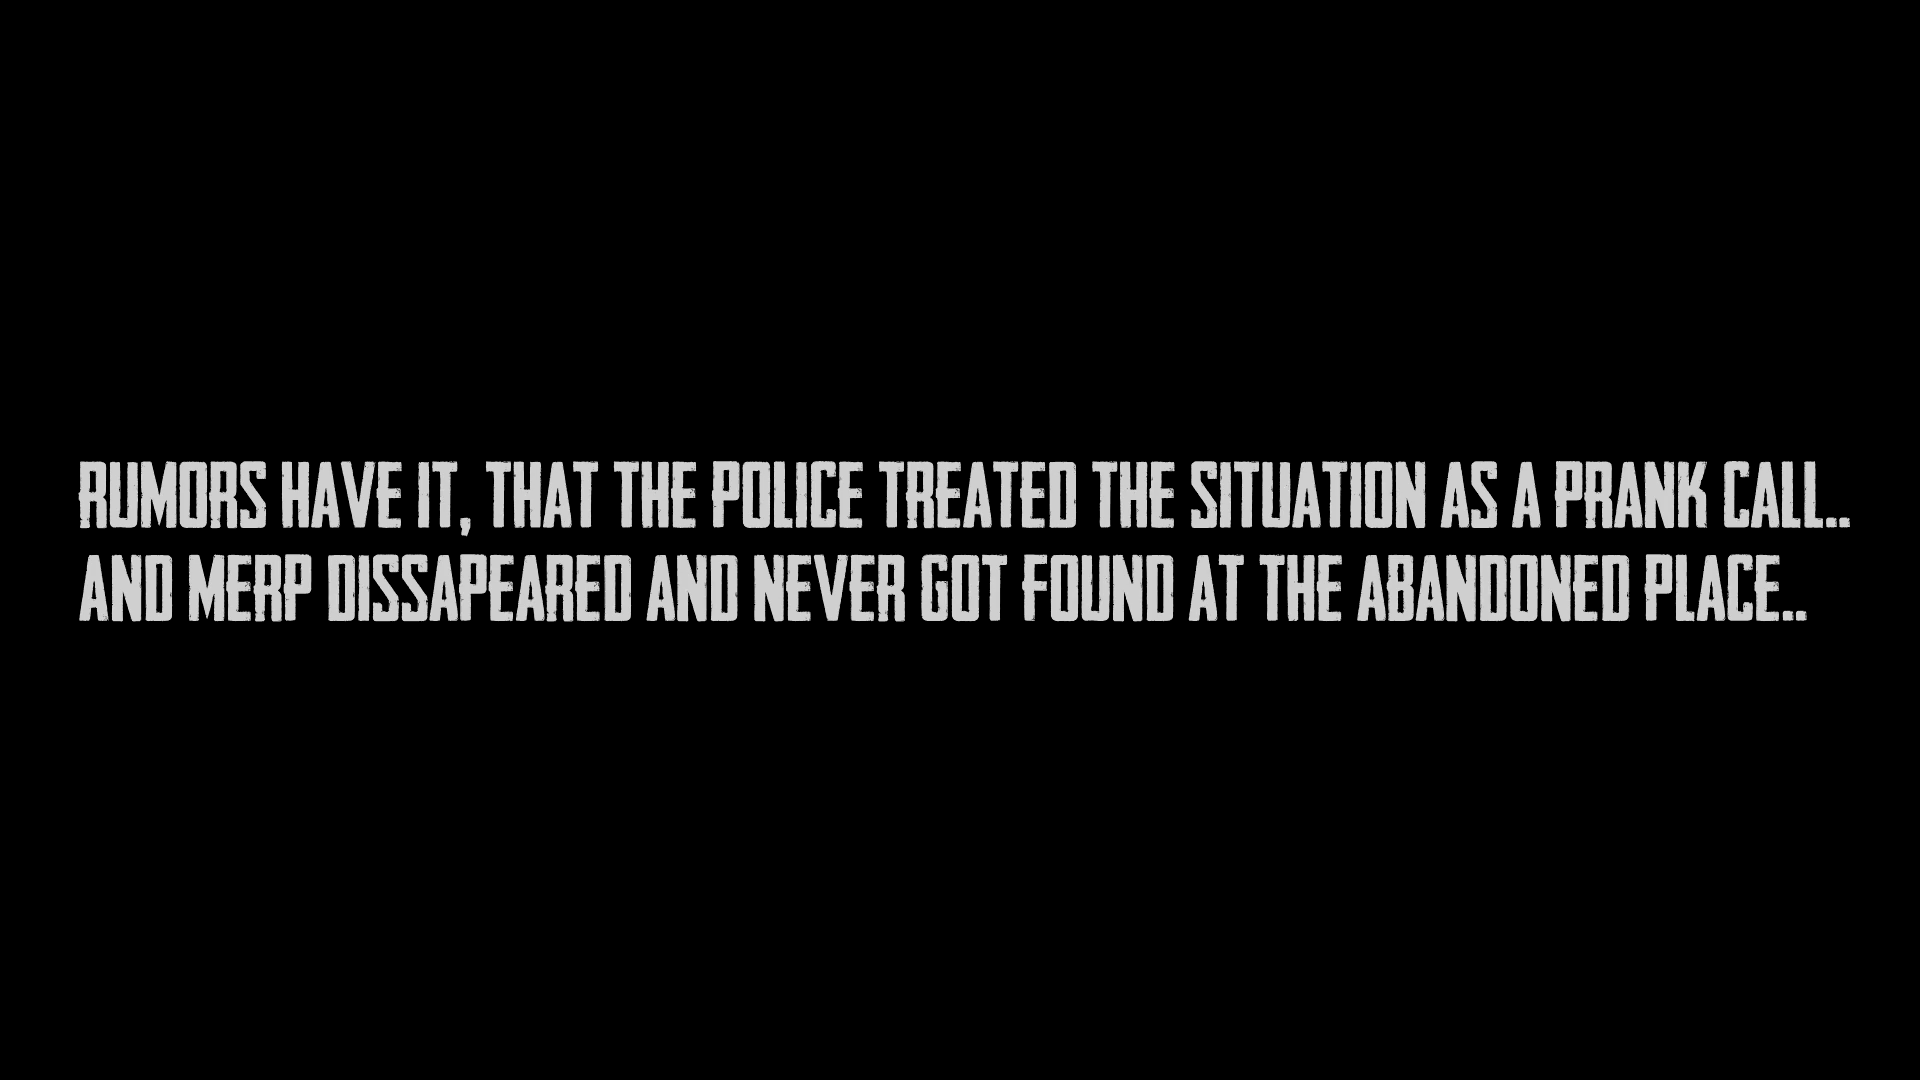 RUMORS HAVE IT, THAT THE POLICE TREATED THE SITUATION AS A PRANK CALL..
AND MERP DISSAPEARED AND NEVER GOT FOUND AT THE ABANDONED PLACE..